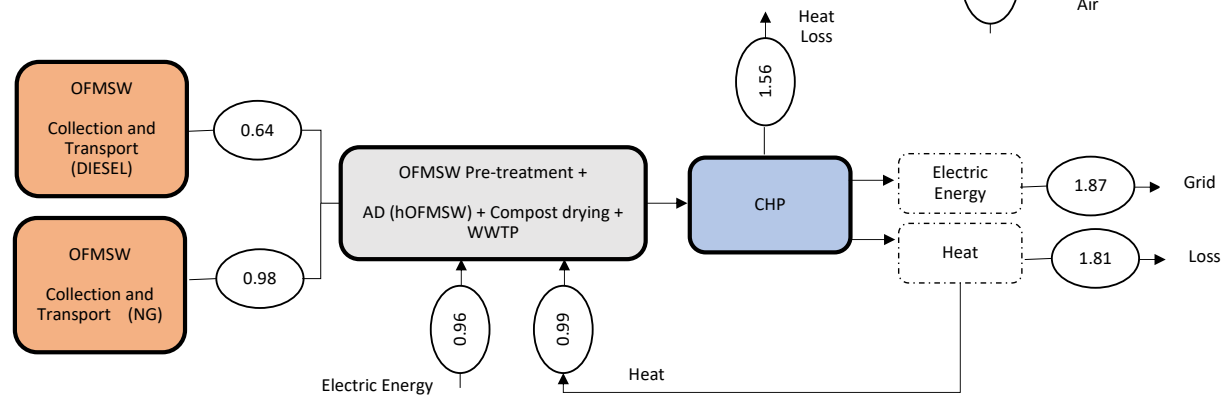 Air
Heat
Loss
1.56
OFMSW
Collection and
Transport
(DIESEL)
0.64
OFMSW Pre-treatment +
AD (hOFMSW) + Compost drying +
WWTP
CHP
Electric
Energy
1.87
Grid
Heat
1.81
Loss
OFMSW
Collection and
Transport (NG)
0.98
0.96
0.99
Electric Energy
Heat